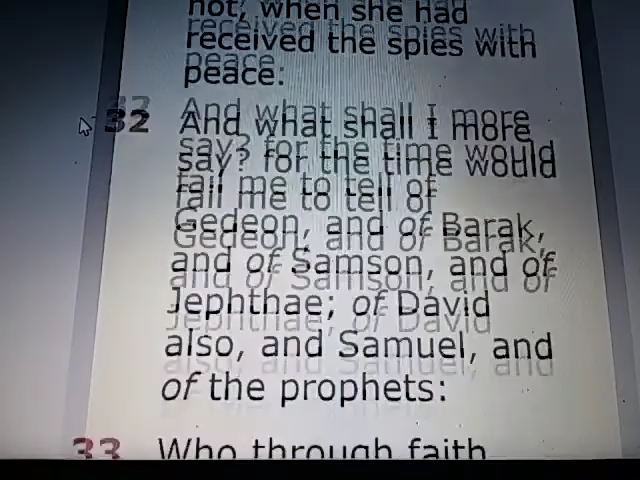 not, when she had
received the spies with
peace:
32 And what shall I more
say? for the time would
fail me to tell of
Gedeon, and of Barak,
and of Samson, and of
Jephthae; of David
also, and Samuel, and
of the prophets:
33 Who through faith